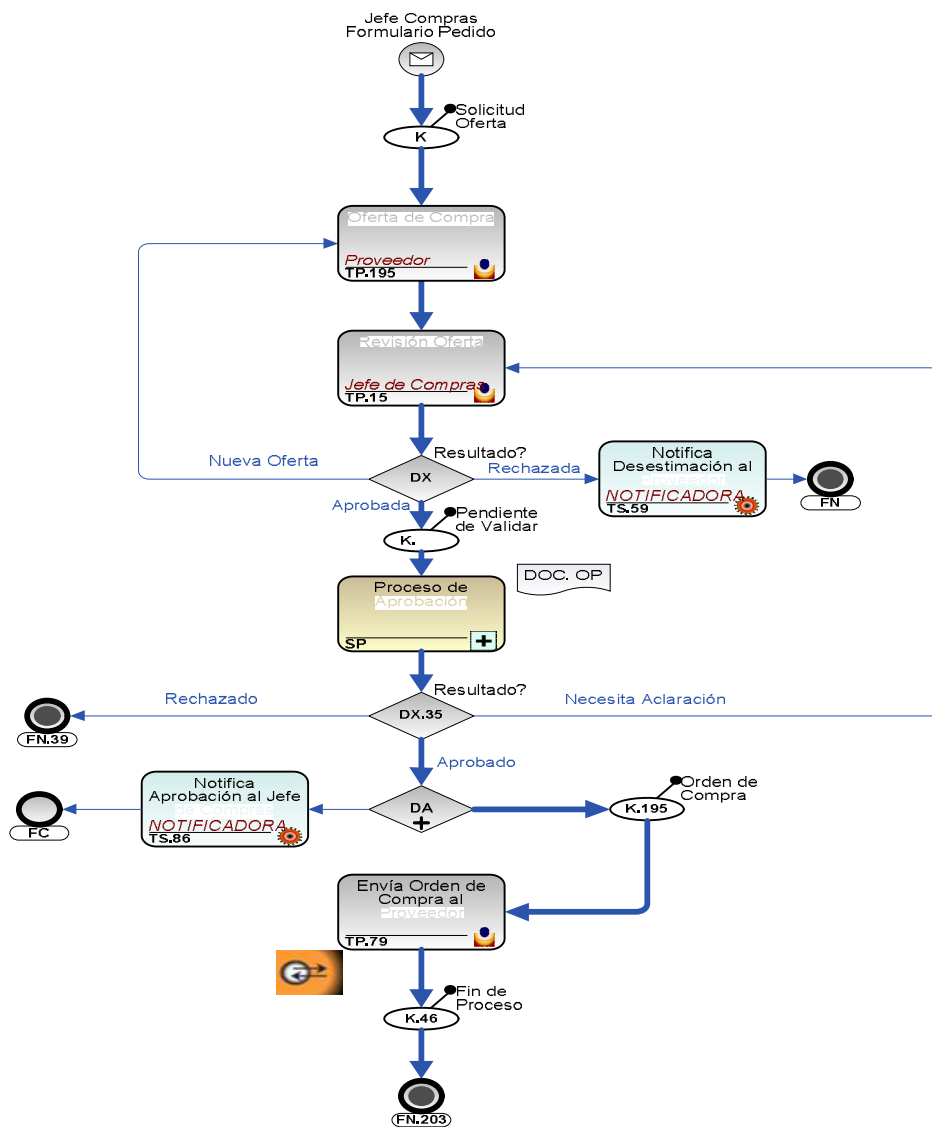 Jefe Compras
Formulario Pedido
Solicitud
Oferta
K
Oferta de Compra
Proveedor
TP.195
Revisión Oferta
Jefe de Compras
TP.15
Resultado?
Nueva Oferta
DX
Rechazada
Aprobada
Notifica
Desestimación al
Proveedor
NOTIFICADORA
TS.59
FN
Pendiente
de Validar
K.
DOC. OP
Proceso de
Aprobación
SP
Resultado?
Rechazado
DX.35
Necesita Aclaración
FN.39
Aprobado
Notifica
Aprobación al Jefe
de Compras
NOTIFICADORA
TS.86
FC
DA
Orden de
Compra
K.195
Envía Orden de
Compra al
Proveedor
TP.79
Fin de
Proceso
K.46
FN.203